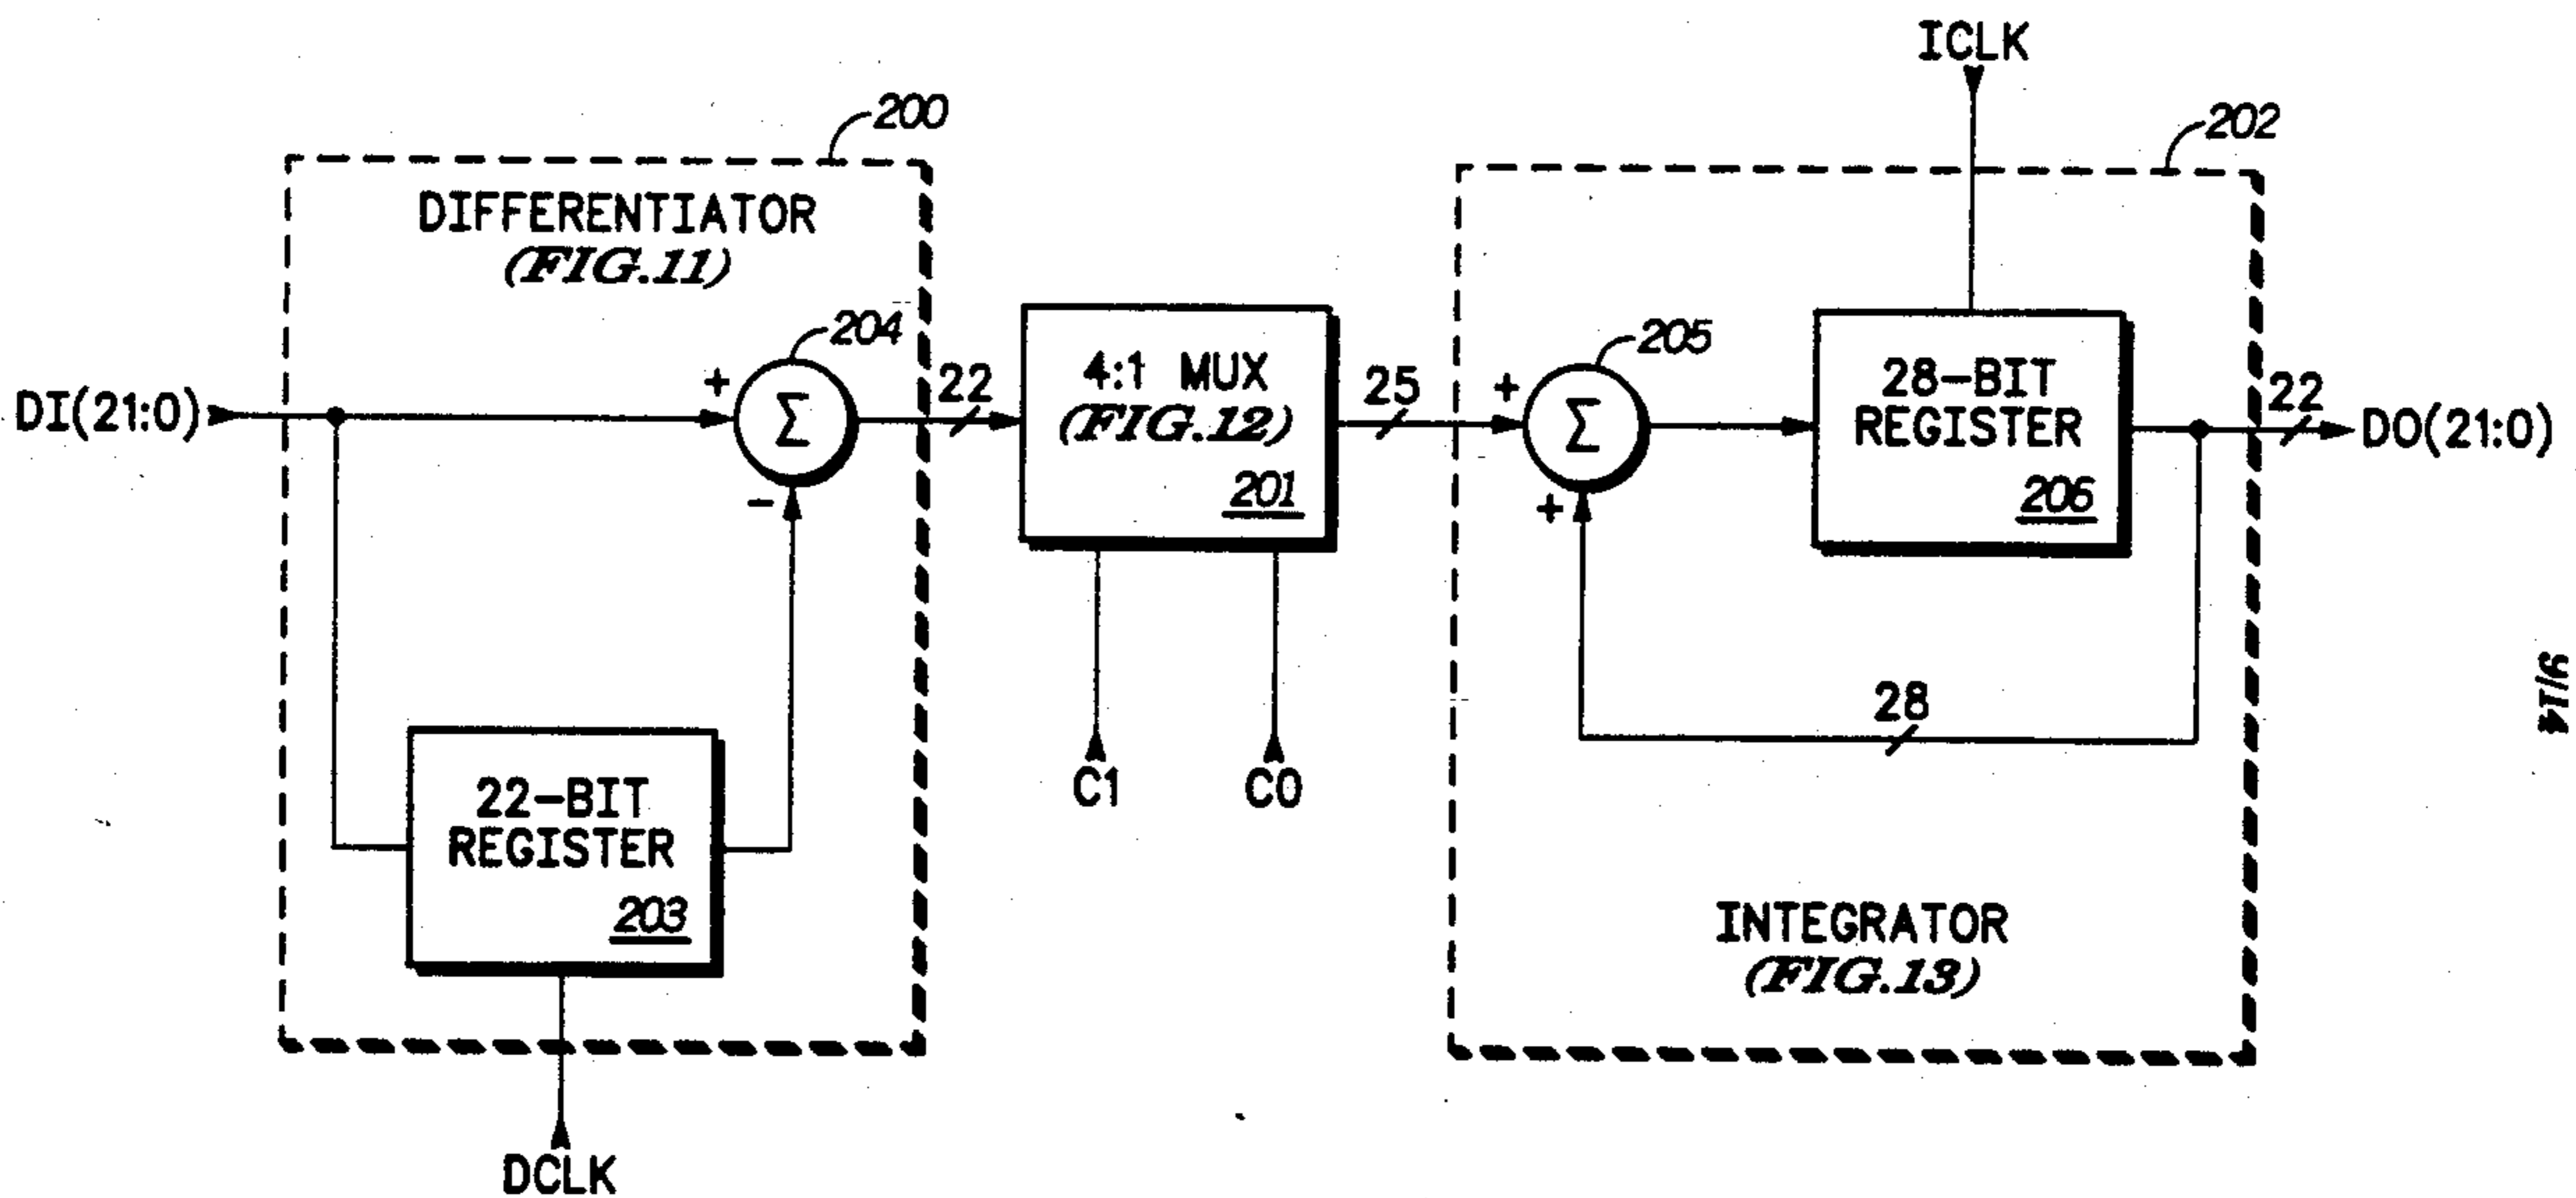 ICLK
200
202
DIFFERENTIATOR
(FIG.11)
204
205
DI(21:0)
+
Σ
-
22
4:1 MUX
(FIG.12)
201
25
+
Σ
+
28-BIT
REGISTER
206
22
DO(21:0)
C1
C0
28
22-BIT
REGISTER
203
INTEGRATOR
(FIG.13)
DCLK
9/14